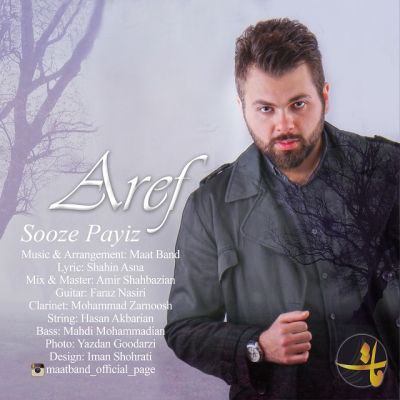 Aref
Sooze Payiz
Music & Arrangement: Maat Band
Lyric: Shahin Asna
Mix & Master: Amir Shahbazian
Guitar: Faraz Nasiri
Clarinet: Mohammad Zarnoosh
String: Hasan Akbarian
Bass: Mahdi Mohammadian
Photo: Yazdan Goodarzi
Design: Iman Shohrati
maatband_official_page